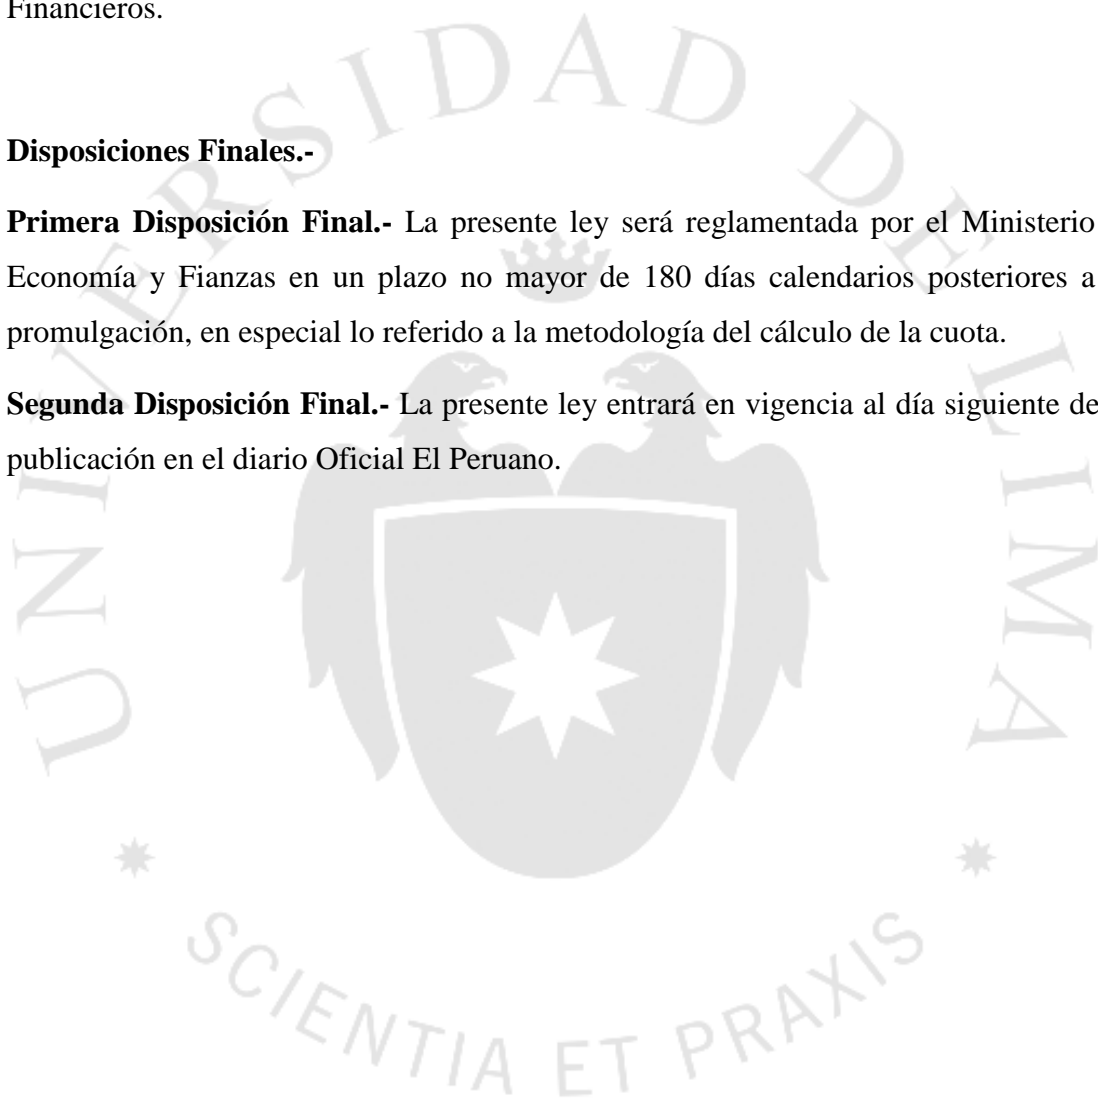 Financieros.
Disposiciones Finales.-
Primera Disposición Final.- La presente ley será reglamentada por el Ministerio
Economía y Fianzas en un plazo no mayor de 180 días calendarios posteriores a
promulgación, en especial lo referido a la metodología del cálculo de la cuota.
Segunda Disposición Final.- La presente ley entrará en vigencia al día siguiente de
publicación en el diario Oficial El Peruano.
UNIVERSIDAD DE LIMA
SCIENTIA ET PRAXIS